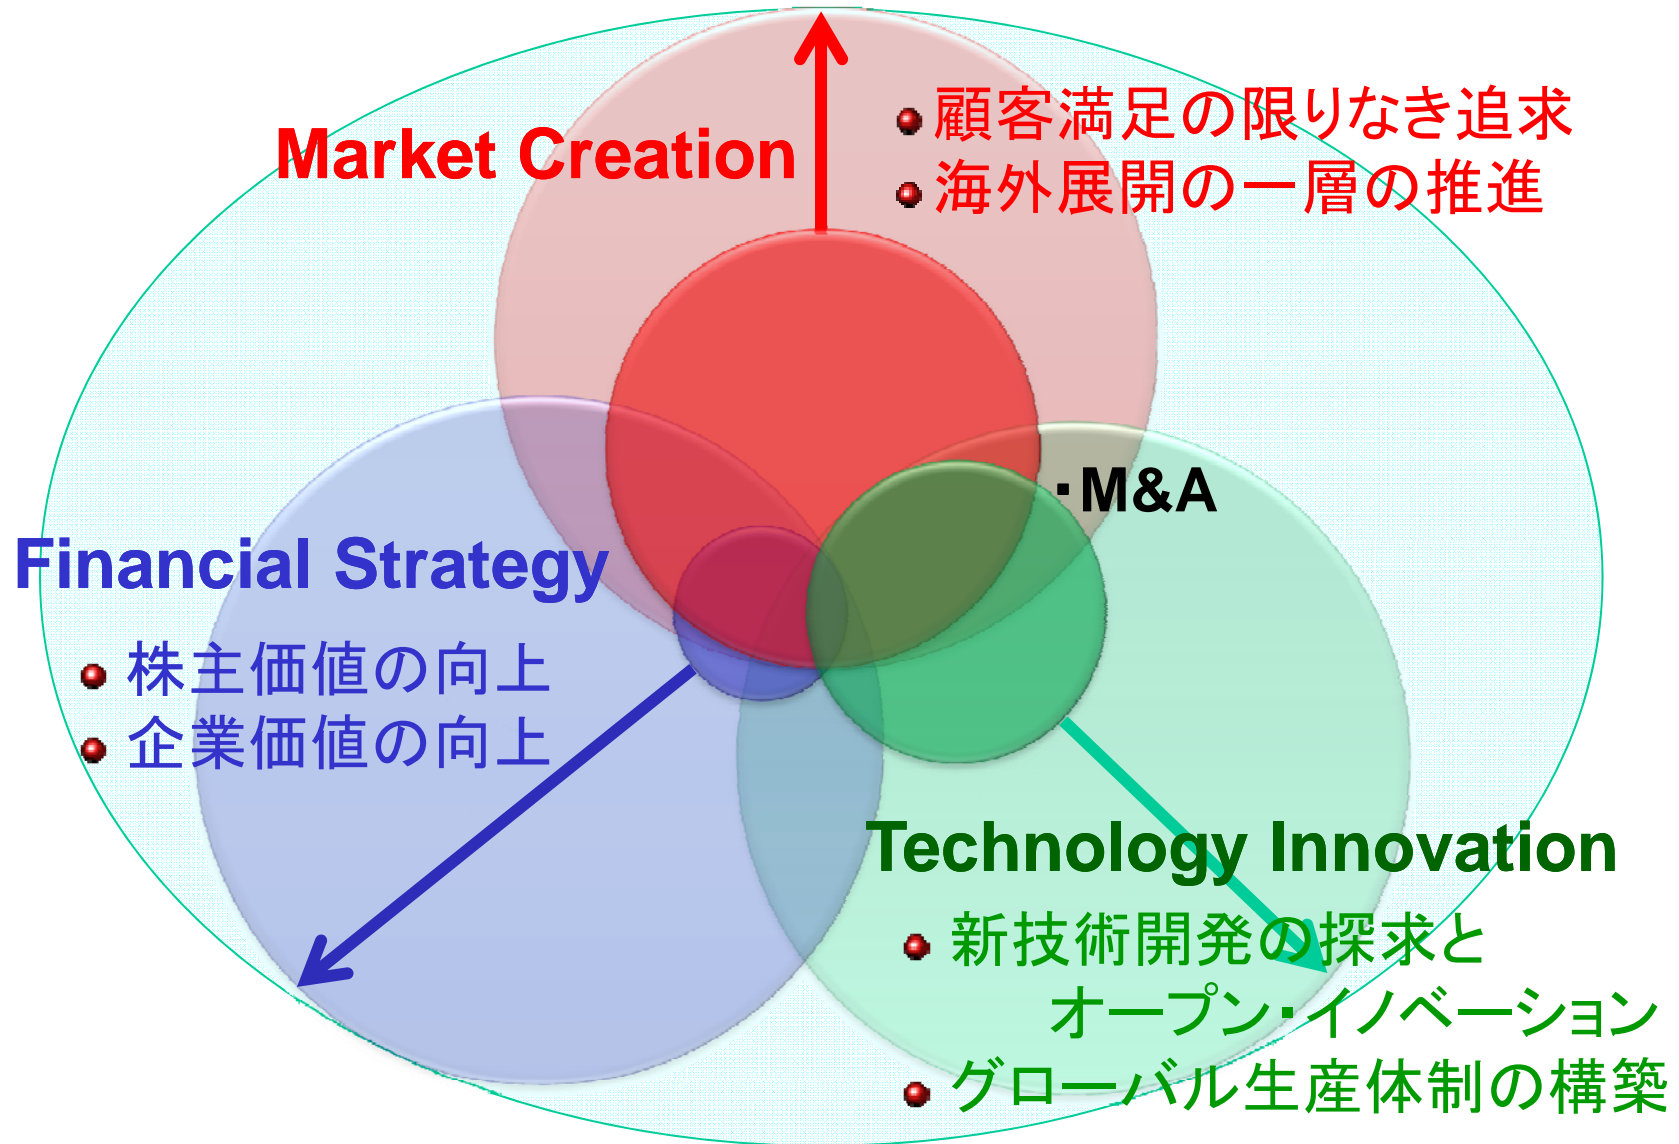 Market Creation
顧客満足の限りなき追求
海外展開の一層の推進
・M&A
Financial Strategy
株主価値の向上
企業価値の向上
Technology Innovation
新技術開発の探求と
オープン・イノベーション
グローバル生産体制の構築